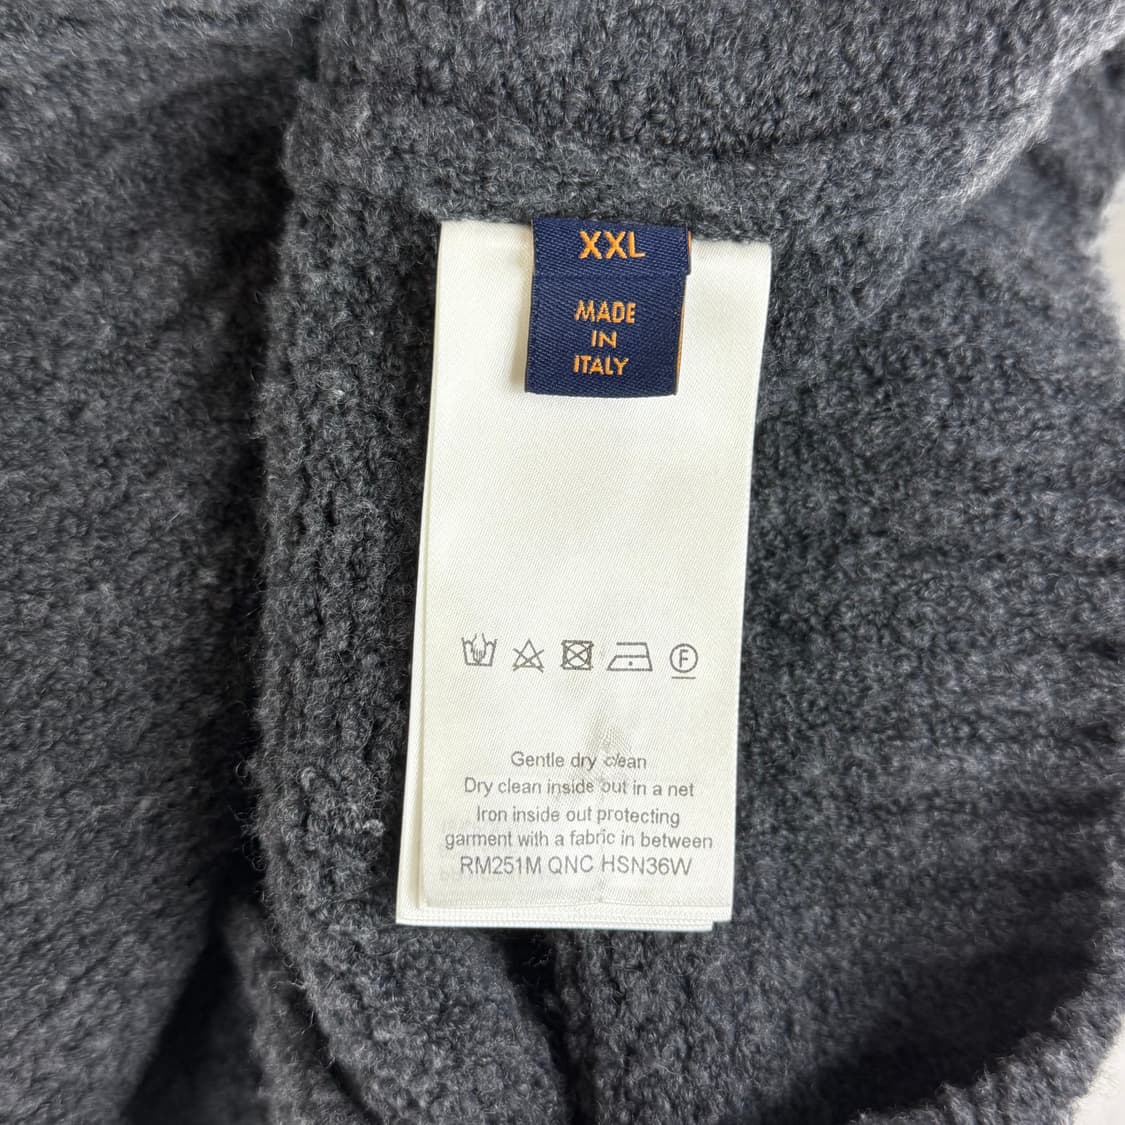 XXL
MADE
IN
ITALY
F
Gentle dry clean
Dry clean inside out in a net
Iron inside out protecting
garment with a fabric in between
RM251M QNC HSN36W